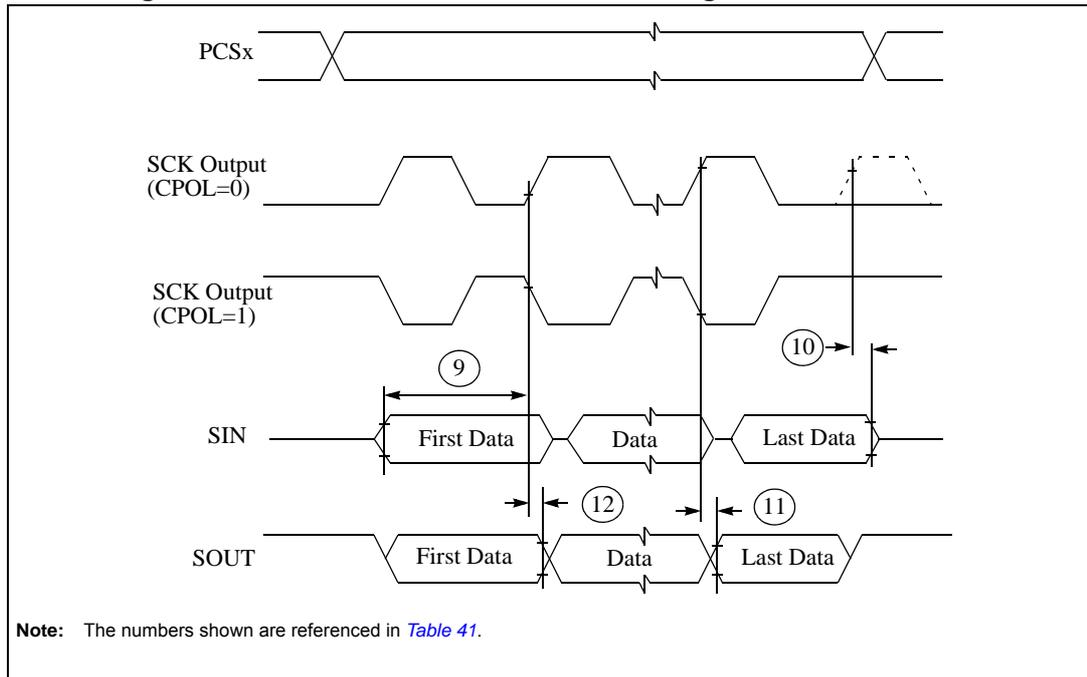 PCSx
SCK Output
(CPOL=0)
SCK Output
(CPOL=1)
10
9
SIN
First Data
Data
Last Data
12
11
SOUT
First Data
Data
Last Data
Note: The numbers shown are referenced in Table 41.